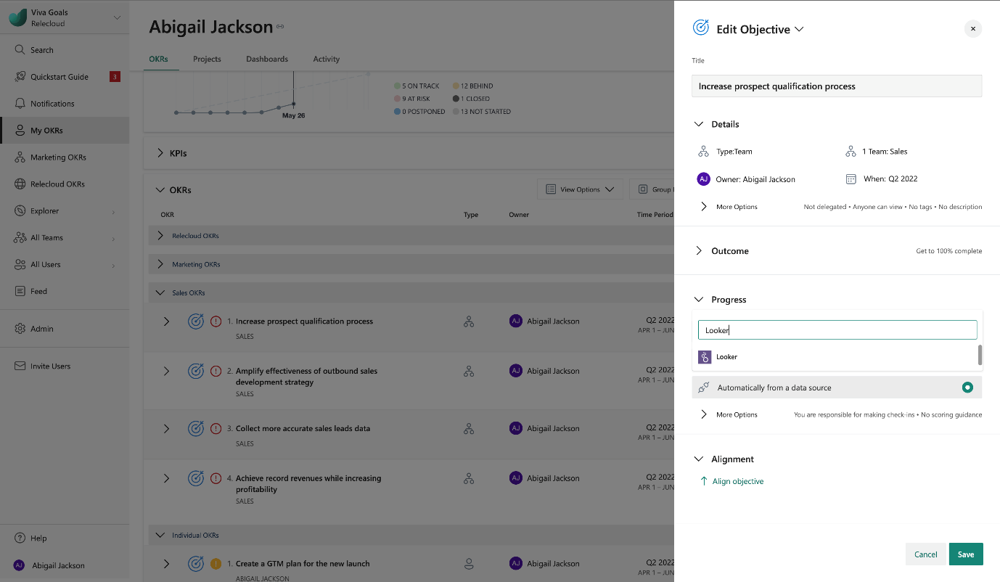 Viva Goals
Relecloud
Search
Quickstart Guide 3
Notifications
My OKRs
Marketing OKRs
Relecloud OKRs
Explorer
All Teams
All Users
Feed
Admin
Invite Users
Help
AJ Abigail Jackson
Abigail Jackson
OKRs Projects Dashboards Activity
May 26
5 ON TRACK 12 BEHIND
9 AT RISK 1 CLOSED
0 POSTPONED 13 NOT STARTED
KPIs
OKRs View Options Group
OKR Type Owner Time Period
Relecloud OKRs
Marketing OKRs
Sales OKRs
1. Increase prospect qualification process AJ Abigail Jackson Q2 2022
SALES APR 1 – JUN
2. Amplify effectiveness of outbound sales AJ Abigail Jackson Q2 2022
development strategy APR 1 – JUN
SALES
3. Collect more accurate sales leads data AJ Abigail Jackson Q2 2022
SALES APR 1 – JUN
4. Achieve record revenues while increasing AJ Abigail Jackson Q2 2022
profitability APR 1 – JUN
SALES
Individual OKRs
1. Create a GTM plan for the new launch AJ Abigail Jackson Q2 2022
ABIGAIL JACKSON APR 1 – JUN
Edit Objective
Title
Increase prospect qualification process
Details
Type:Team 1 Team: Sales
AJ Owner: Abigail Jackson When: Q2 2022
More Options Not delegated • Anyone can view • No tags • No description
Outcome Get to 100% complete
Progress
Looker
Looker
Automatically from a data source
More Options You are responsible for making check-ins • No scoring guidance
Alignment
Align objective
Cancel Save